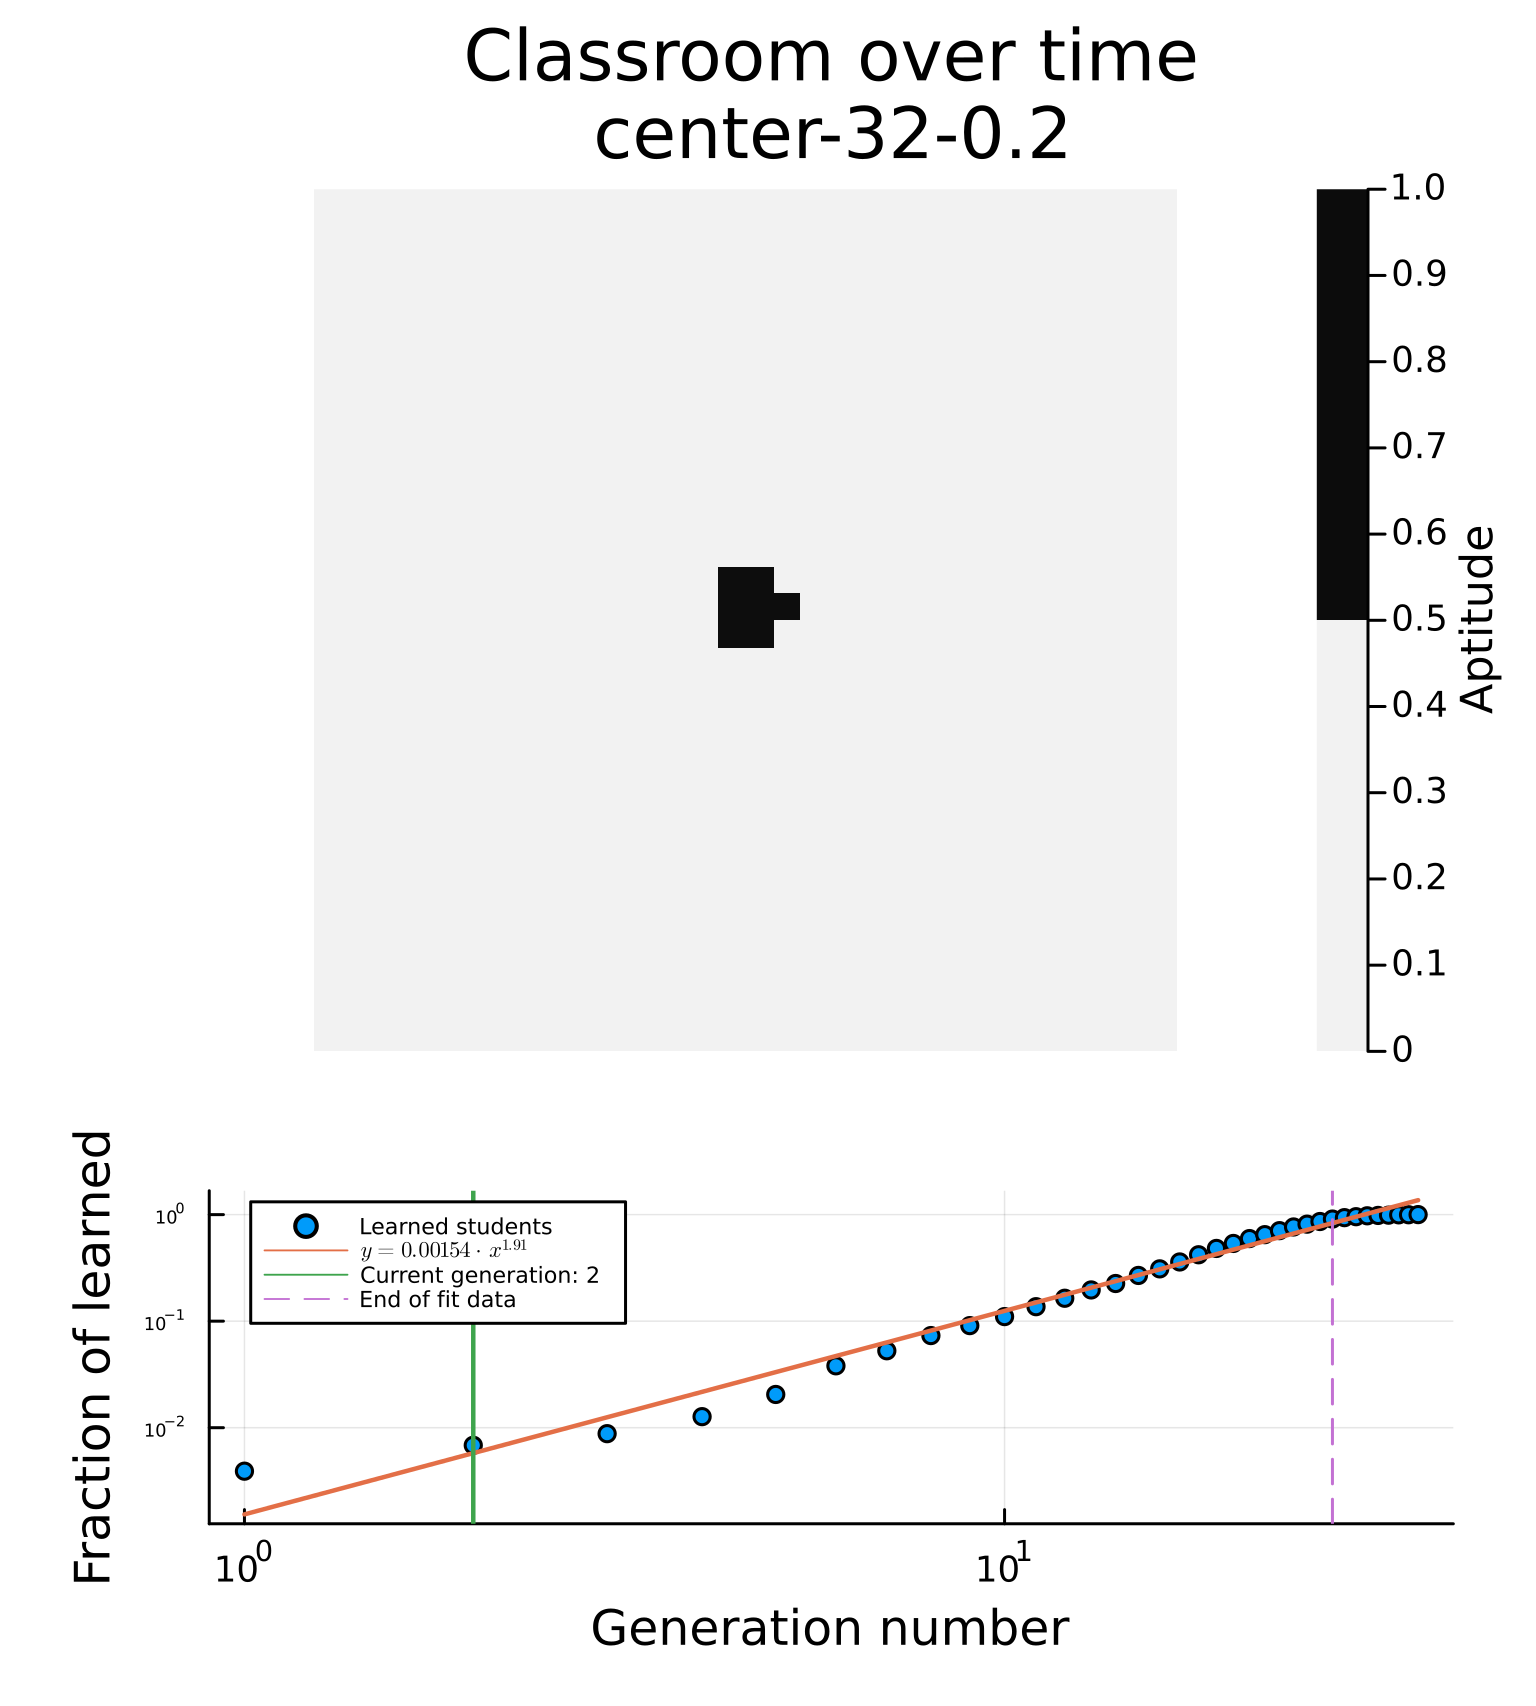 Classroom over time
center-32-0.2
1.0
0.9
0.8
0.7
0.6
0.5
0.4
0.3
0.2
0.1
0
Aptitude
Fraction of learned
10⁰
10⁻¹
10⁻²
Learned students
y = 0.00154 · x¹·⁹¹
Current generation: 2
End of fit data
10⁰
10¹
Generation number